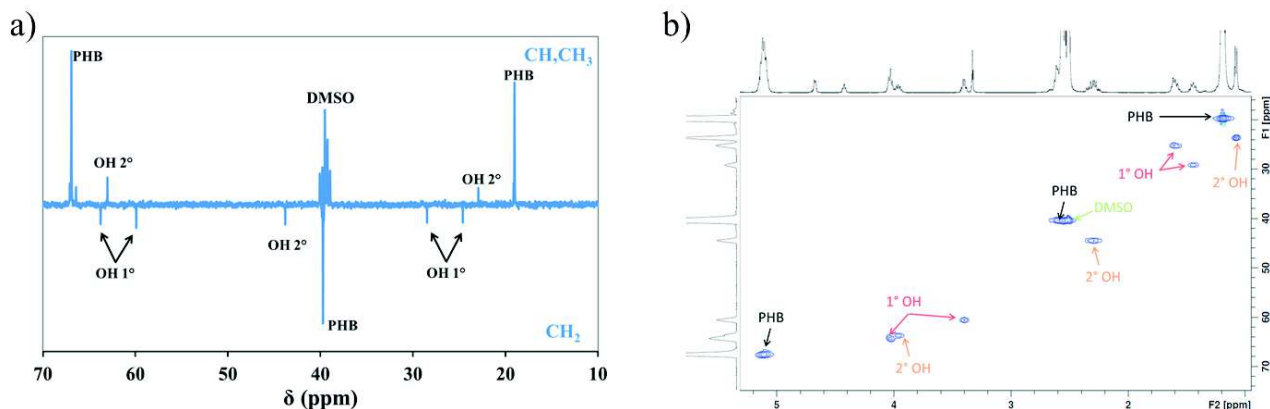 a)
PHB
CH,CH3
PHB
DMSO
OH 2°
OH 2°
OH 2°
OH 1°
OH 1°
PHB
CH2
70 60 50 40 30 20 10
δ (ppm)
b)
PHB
1° OH
2° OH
PHB
DMSO
2° OH
1° OH
PHB
2° OH
F1 [ppm]
30
40
50
60
70
5 4 3 2 F2 [ppm]